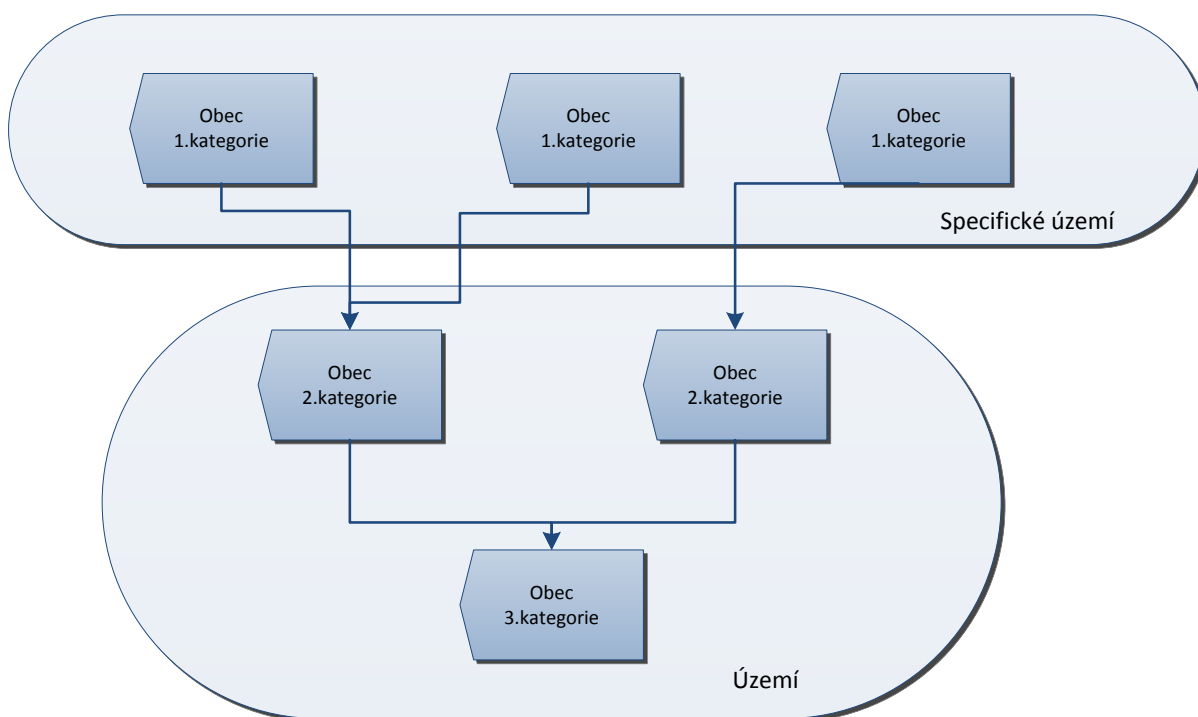 Obec
1.kategorie
Obec
1.kategorie
Obec
1.kategorie
Specifické území
Obec
2.kategorie
Obec
2.kategorie
Obec
3.kategorie
Území